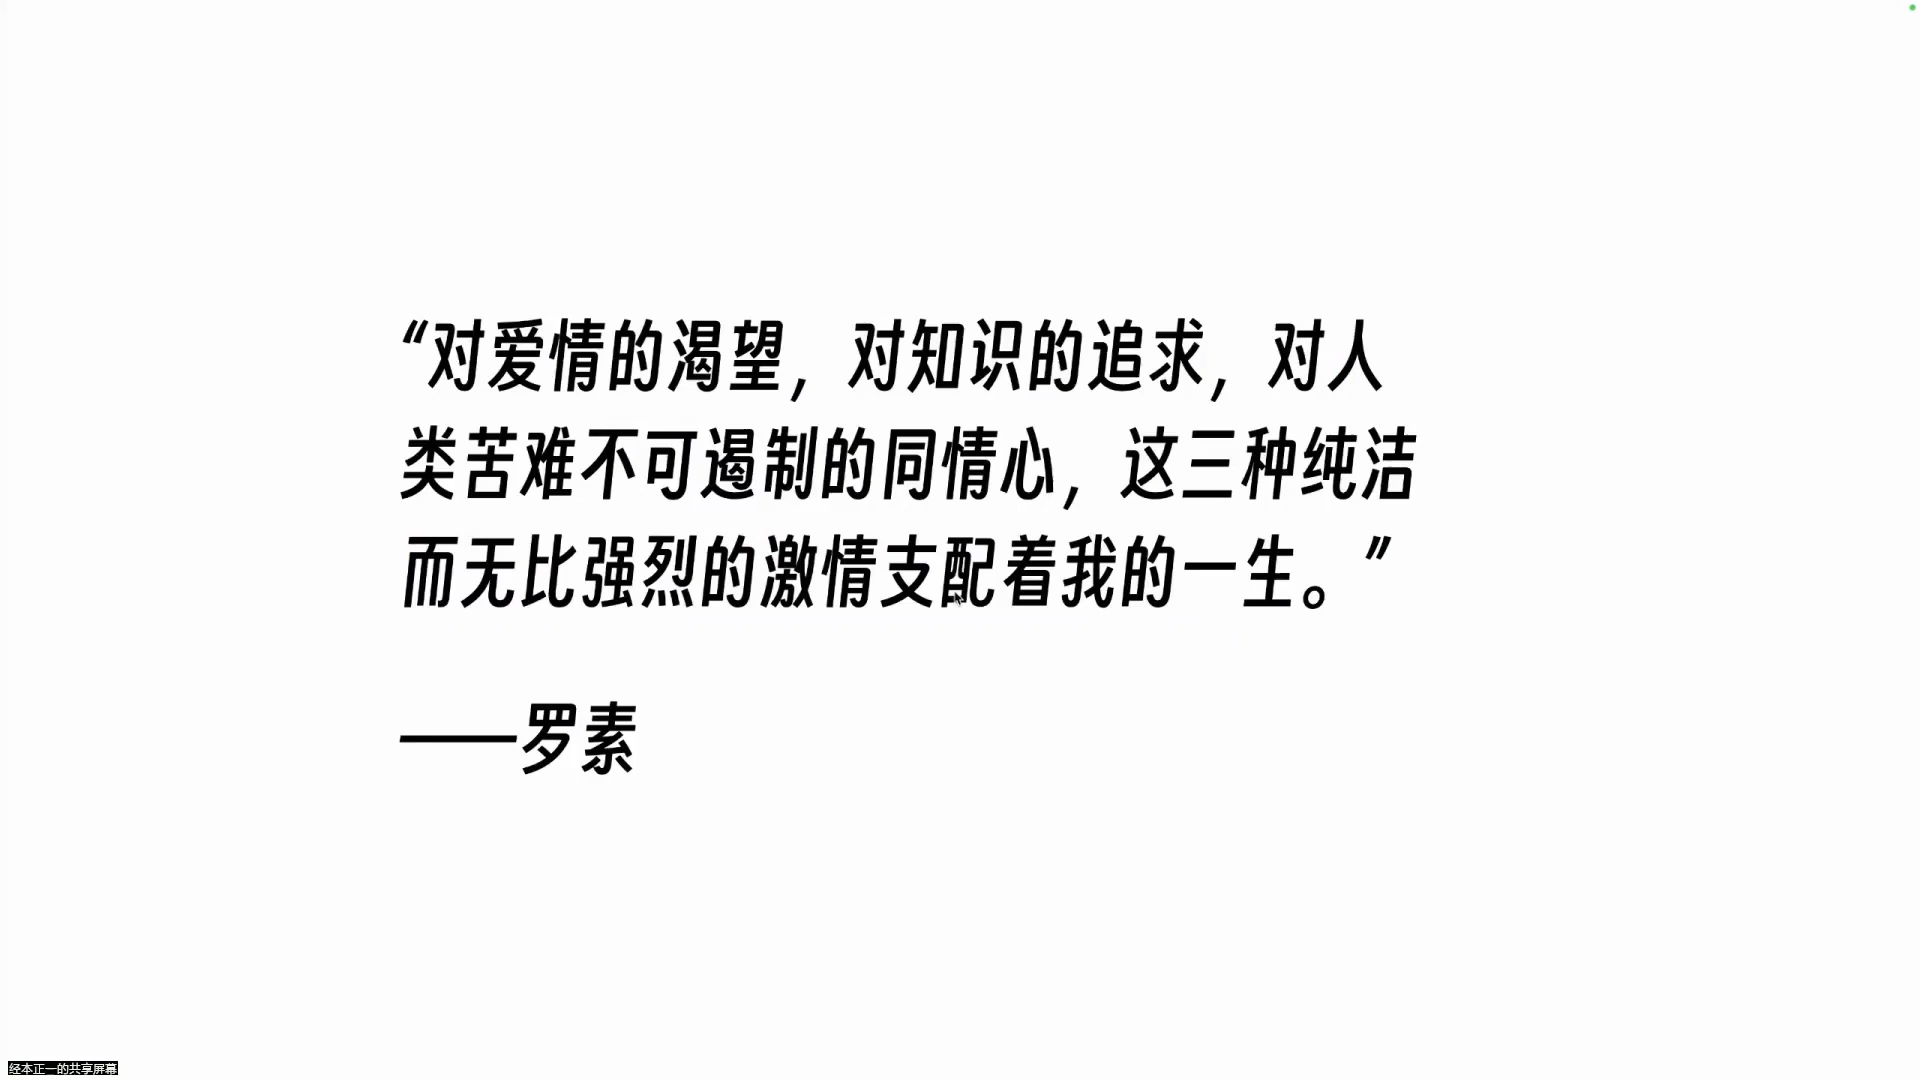 “对爱情的渴望，对知识的追求，对人
类苦难不可遏制的同情心，这三种纯洁
而无比强烈的激情支配着我的一生。”
——罗素
经本正一的共享屏幕